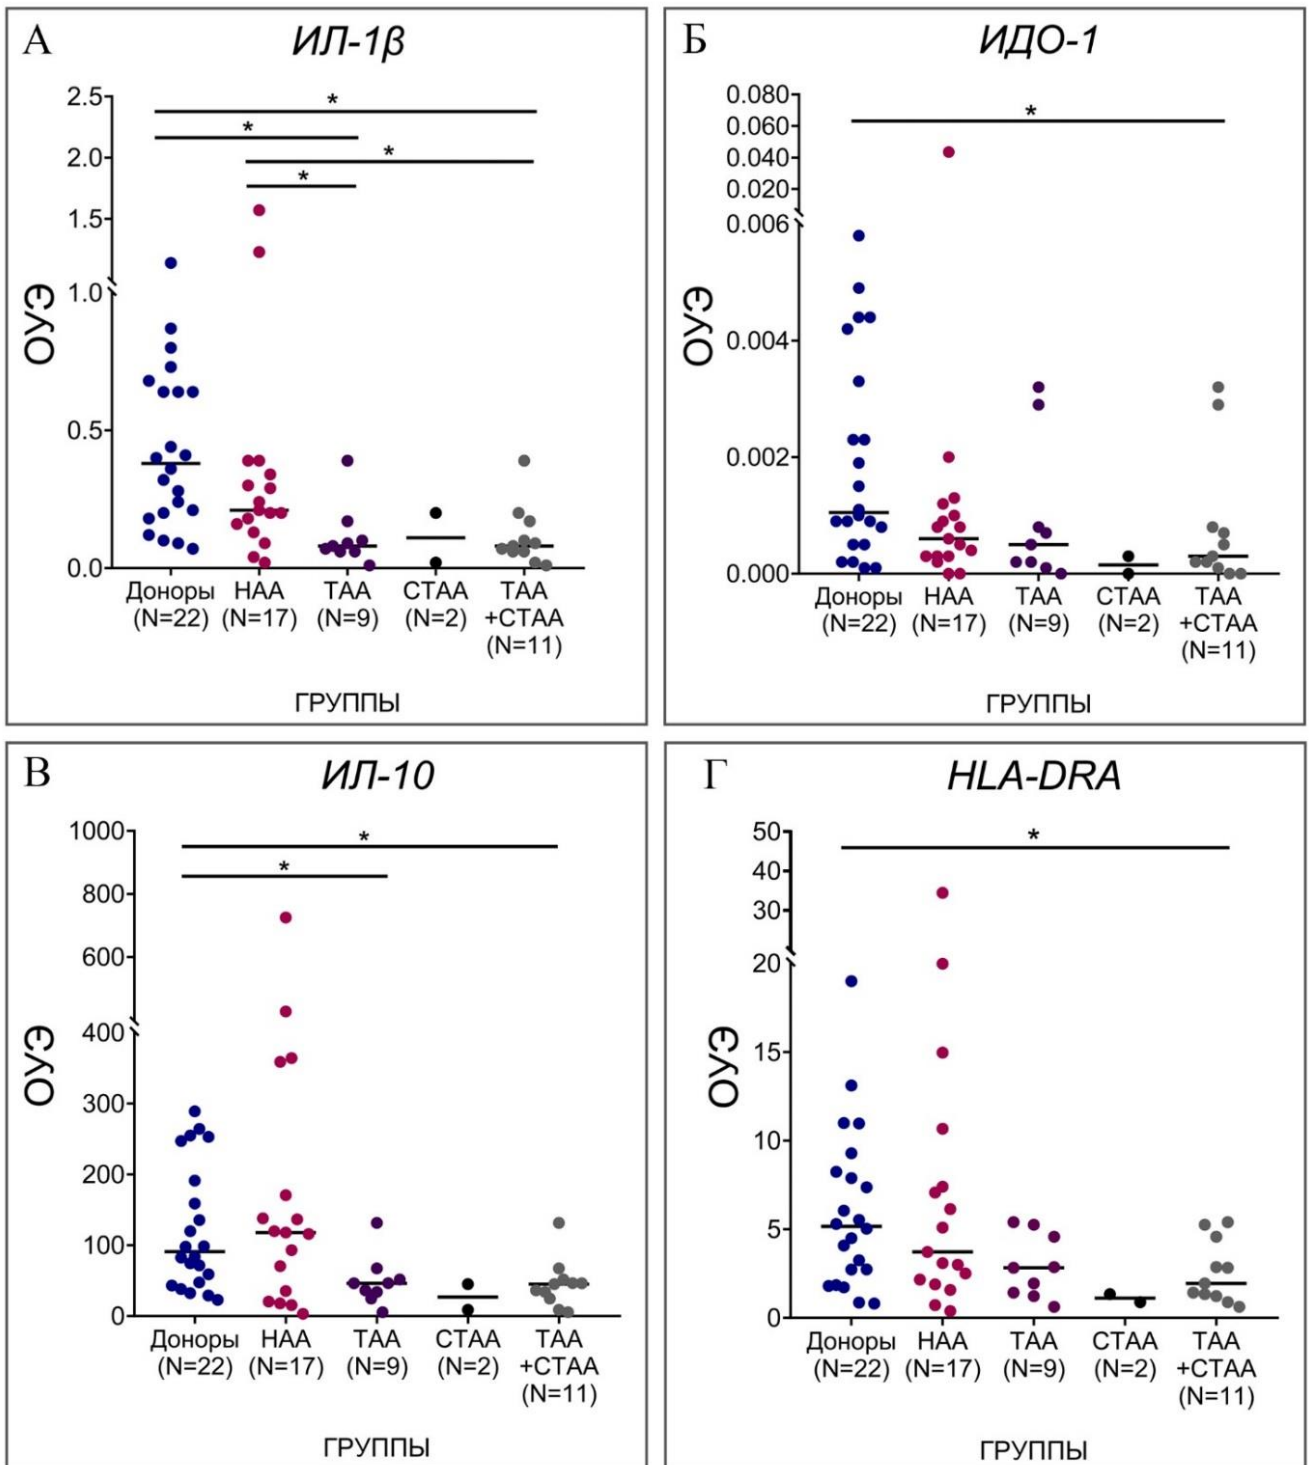 А
ИЛ-1β
2.5
2.0
1.5
1.0
0.5
0.0
ОУЭ
*
*
*
*
Доноры НАА ТАА СТАА ТАА
(N=22) (N=17) (N=9) (N=2) +СТАА
(N=11)
ГРУППЫ
Б
ИДО-1
0.080
0.060
0.040
0.020
0.006
0.004
0.002
0.000
ОУЭ
*
Доноры НАА ТАА СТАА ТАА
(N=22) (N=17) (N=9) (N=2) +СТАА
(N=11)
ГРУППЫ
В
ИЛ-10
1000
800
600
400
300
200
100
0
ОУЭ
*
*
Доноры НАА ТАА СТАА ТАА
(N=22) (N=17) (N=9) (N=2) +СТАА
(N=11)
ГРУППЫ
Г
HLA-DRA
50
40
30
20
15
10
5
0
ОУЭ
*
Доноры НАА ТАА СТАА ТАА
(N=22) (N=17) (N=9) (N=2) +СТАА
(N=11)
ГРУППЫ